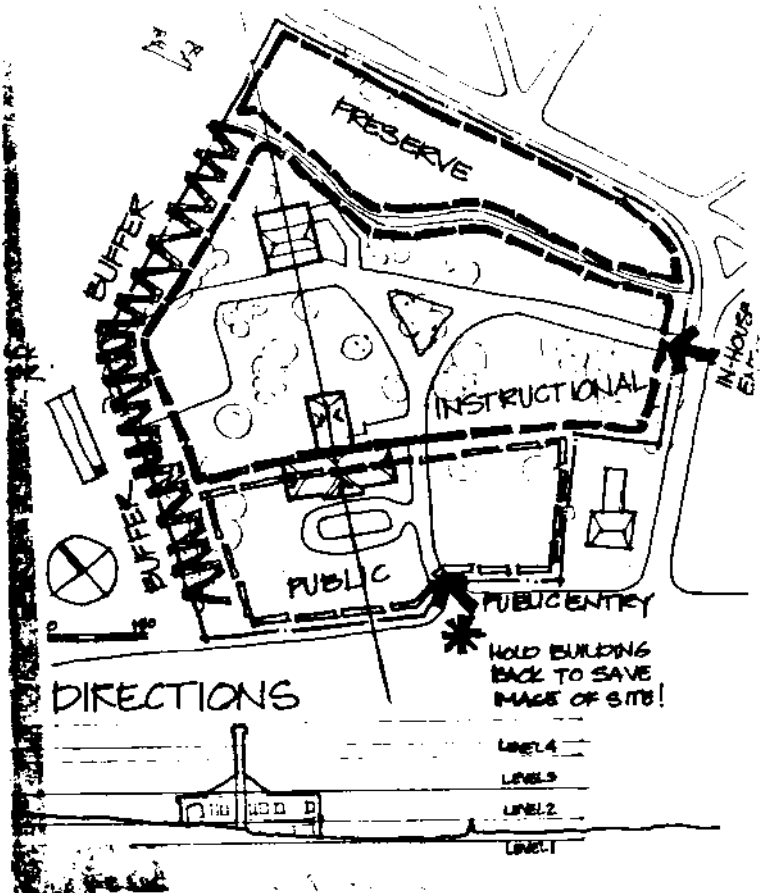 PRESERVE
BUFFER
INSTRUCTIONAL
IN-HOUSE
BUFFER
PUBLIC
PUBLIC ENTRY
0
HOLD BUILDING
BACK TO SAVE
IMAGE OF SITE!
DIRECTIONS
LEVEL 4
LEVEL 3
LEVEL 2
LEVEL 1